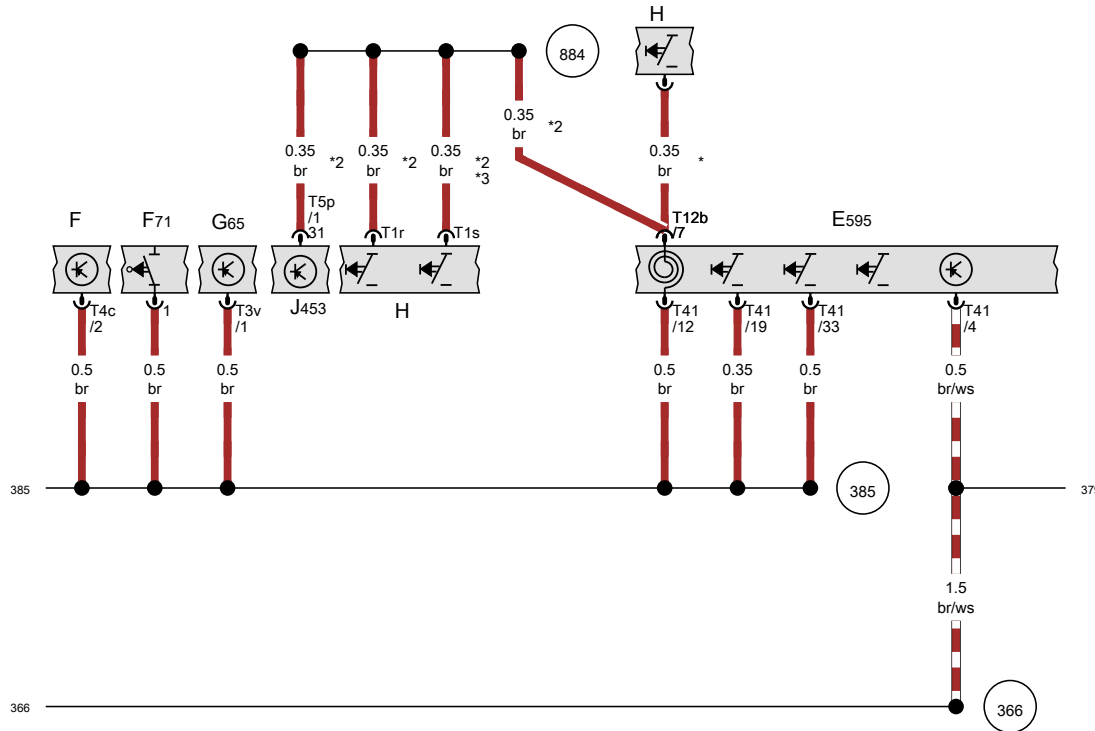 H
884
0.35
br
*2
0.35
br
*2
0.35
br
*2
0.35
br
*2
*3
0.35
br
*
T5p
/1
31
T1r
T1s
T12b
/7
F
F71
G65
J453
H
E595
T4c
/2
1
T3v
/1
T41
/12
T41
/19
T41
/33
T41
/4
0.5
br
0.5
br
0.5
br
0.5
br
0.35
br
0.5
br
0.5
br/ws
385
385
379
1.5
br/ws
366
366